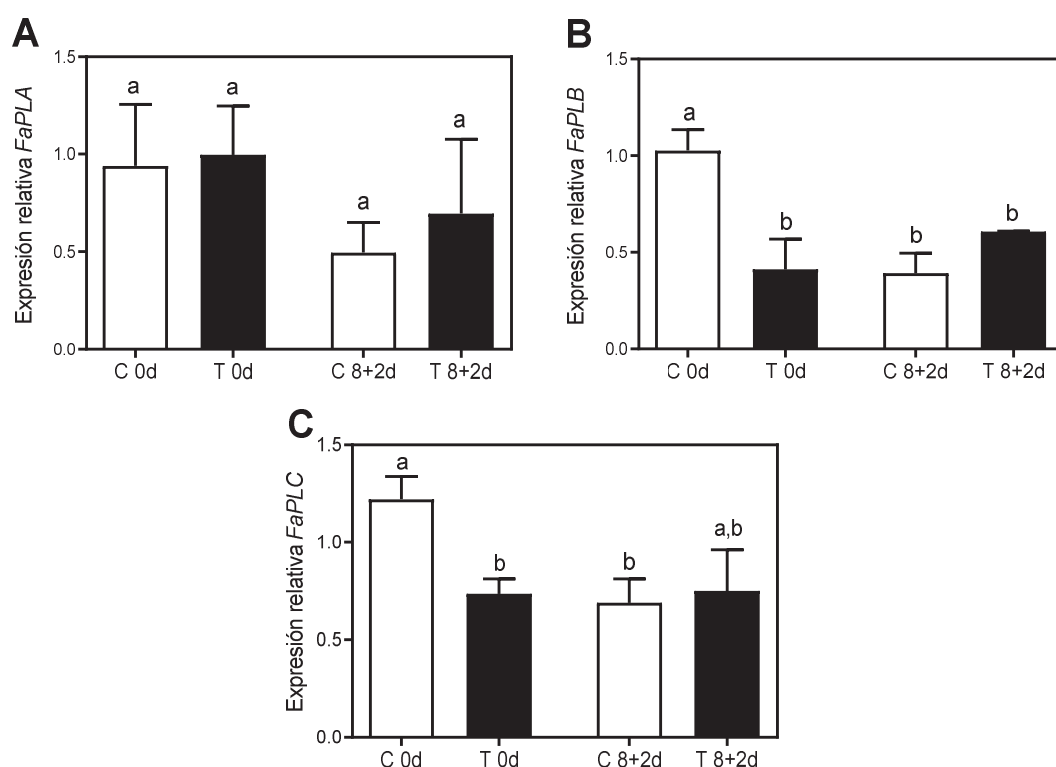 A
Expresión relativa FaPLA
1.5
1.0
0.5
0.0
a
a
a
a
C 0d
T 0d
C 8+2d
T 8+2d
B
Expresión relativa FaPLB
1.5
1.0
0.5
0.0
a
b
b
b
C 0d
T 0d
C 8+2d
T 8+2d
C
Expresión relativa FaPLC
1.5
1.0
0.5
0.0
a
b
b
a,b
C 0d
T 0d
C 8+2d
T 8+2d